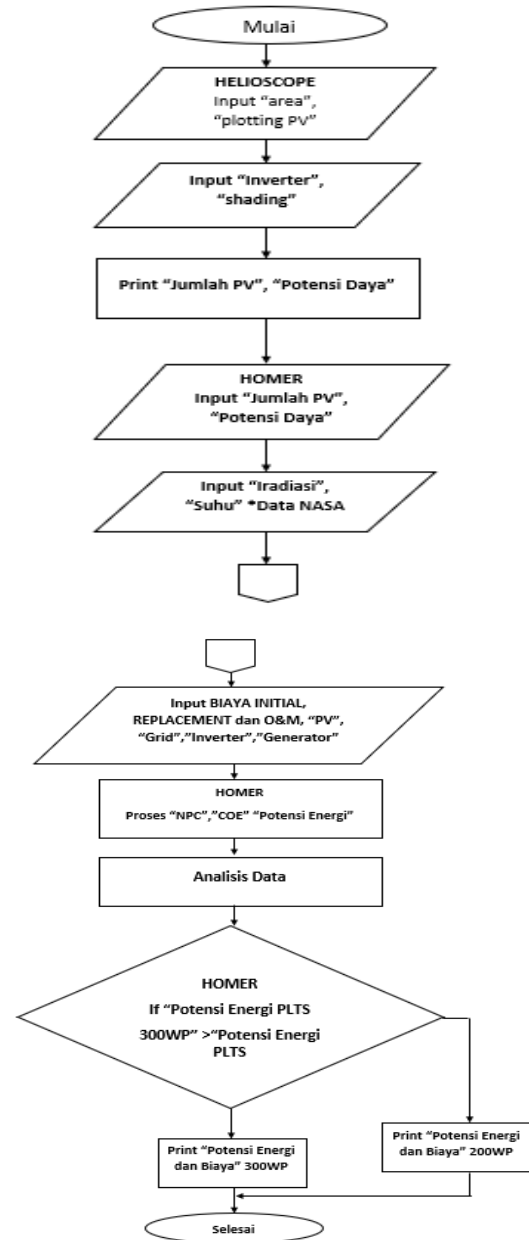 Mulai
HELIOSCOPE
Input “area”,
“plotting PV”
Input “Inverter”,
“shading”
Print “Jumlah PV”, “Potensi Daya”
HOMER
Input “Jumlah PV”,
“Potensi Daya”
Input “Iradiasi”,
“Suhu” *Data NASA
Input BIAYA INITIAL,
REPLACEMENT dan O&M, “PV”,
“Grid”,”Inverter”,”Generator”
HOMER
Proses “NPC”,”COE” “Potensi Energi”
Analisis Data
HOMER
If “Potensi Energi PLTS
300WP” >“Potensi Energi
PLTS
Print “Potensi Energi
dan Biaya” 300WP
Print “Potensi Energi
dan Biaya” 200WP
Selesai